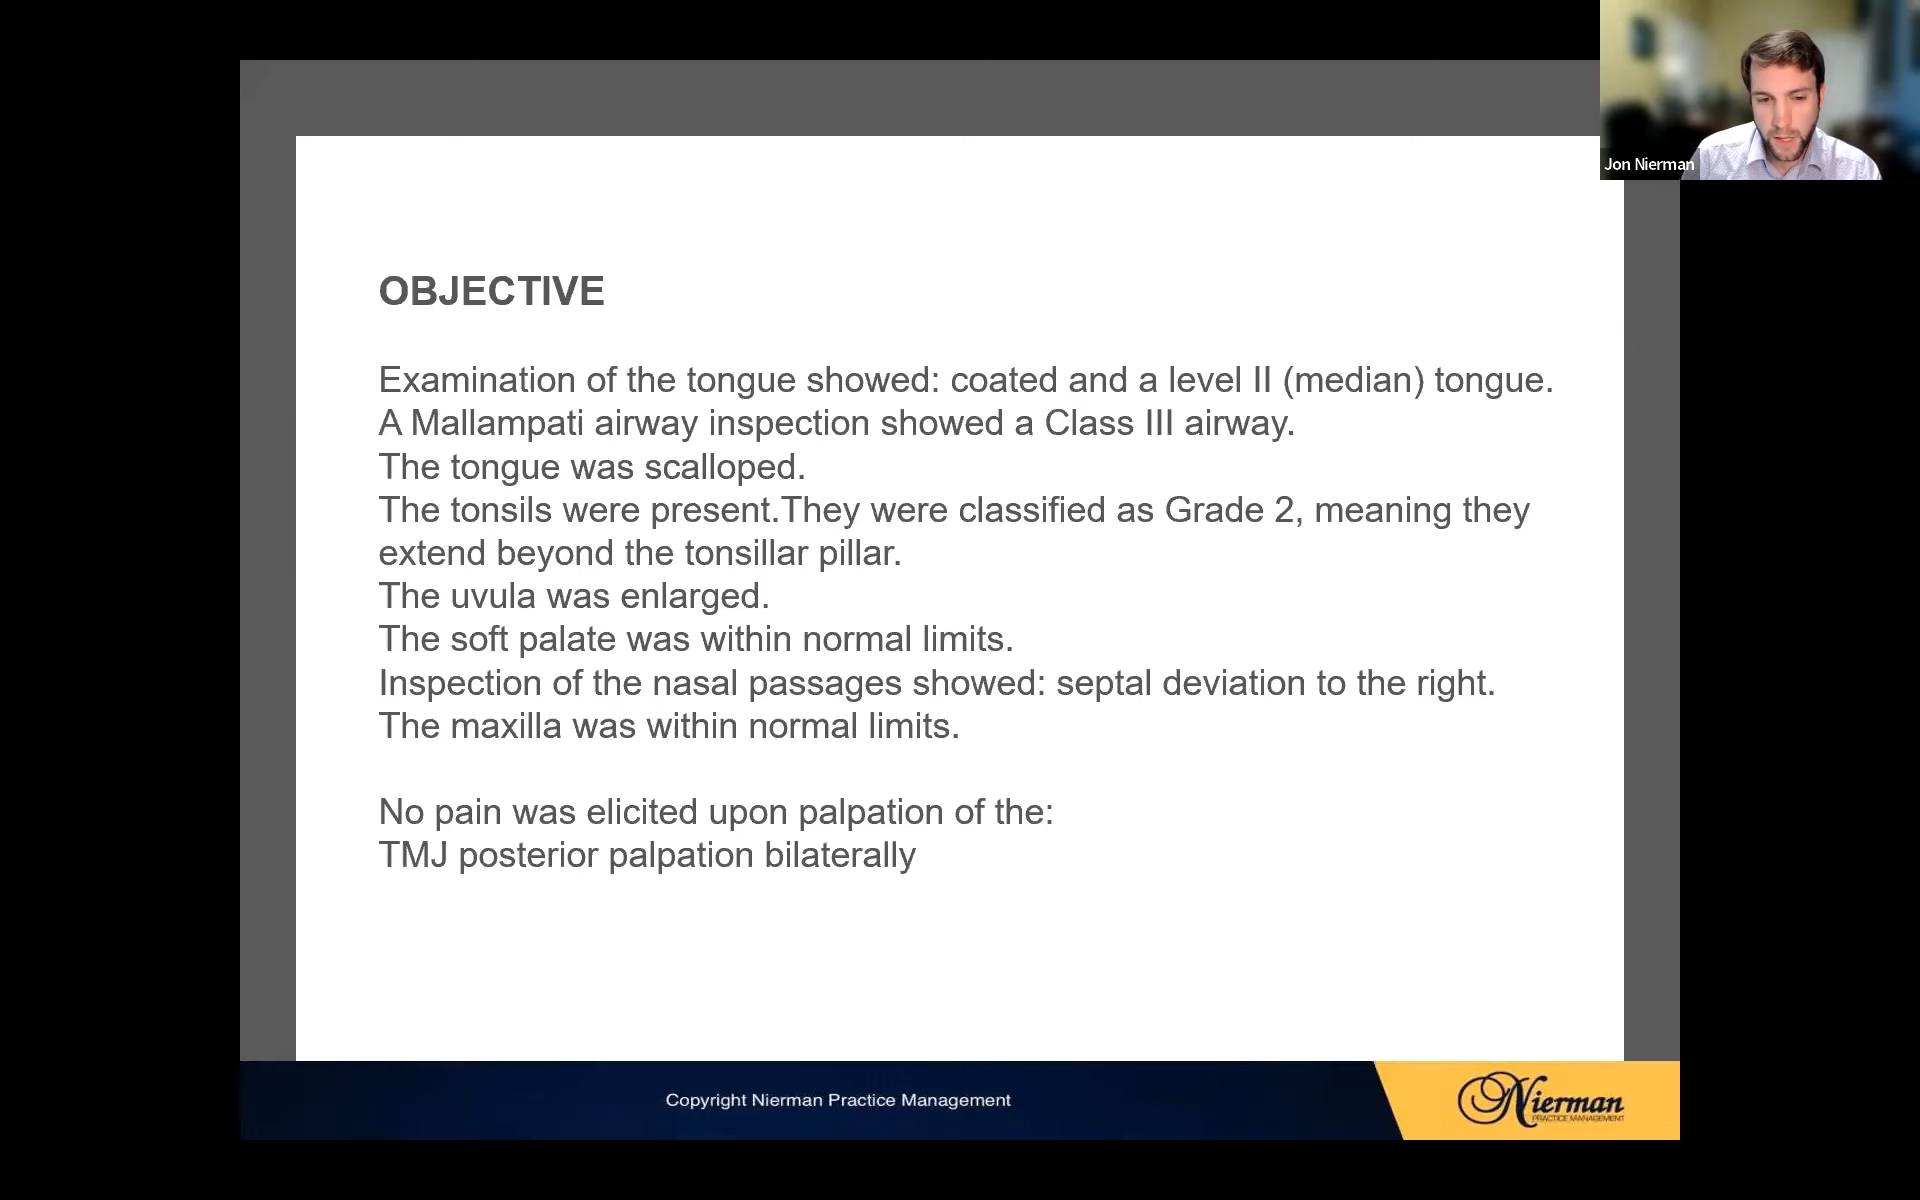 Jon Nierman
OBJECTIVE
Examination of the tongue showed: coated and a level II (median) tongue.
A Mallampati airway inspection showed a Class III airway.
The tongue was scalloped.
The tonsils were present.They were classified as Grade 2, meaning they
extend beyond the tonsillar pillar.
The uvula was enlarged.
The soft palate was within normal limits.
Inspection of the nasal passages showed: septal deviation to the right.
The maxilla was within normal limits.
No pain was elicited upon palpation of the:
TMJ posterior palpation bilaterally
Copyright Nierman Practice Management
Nierman
PRACTICE MANAGEMENT